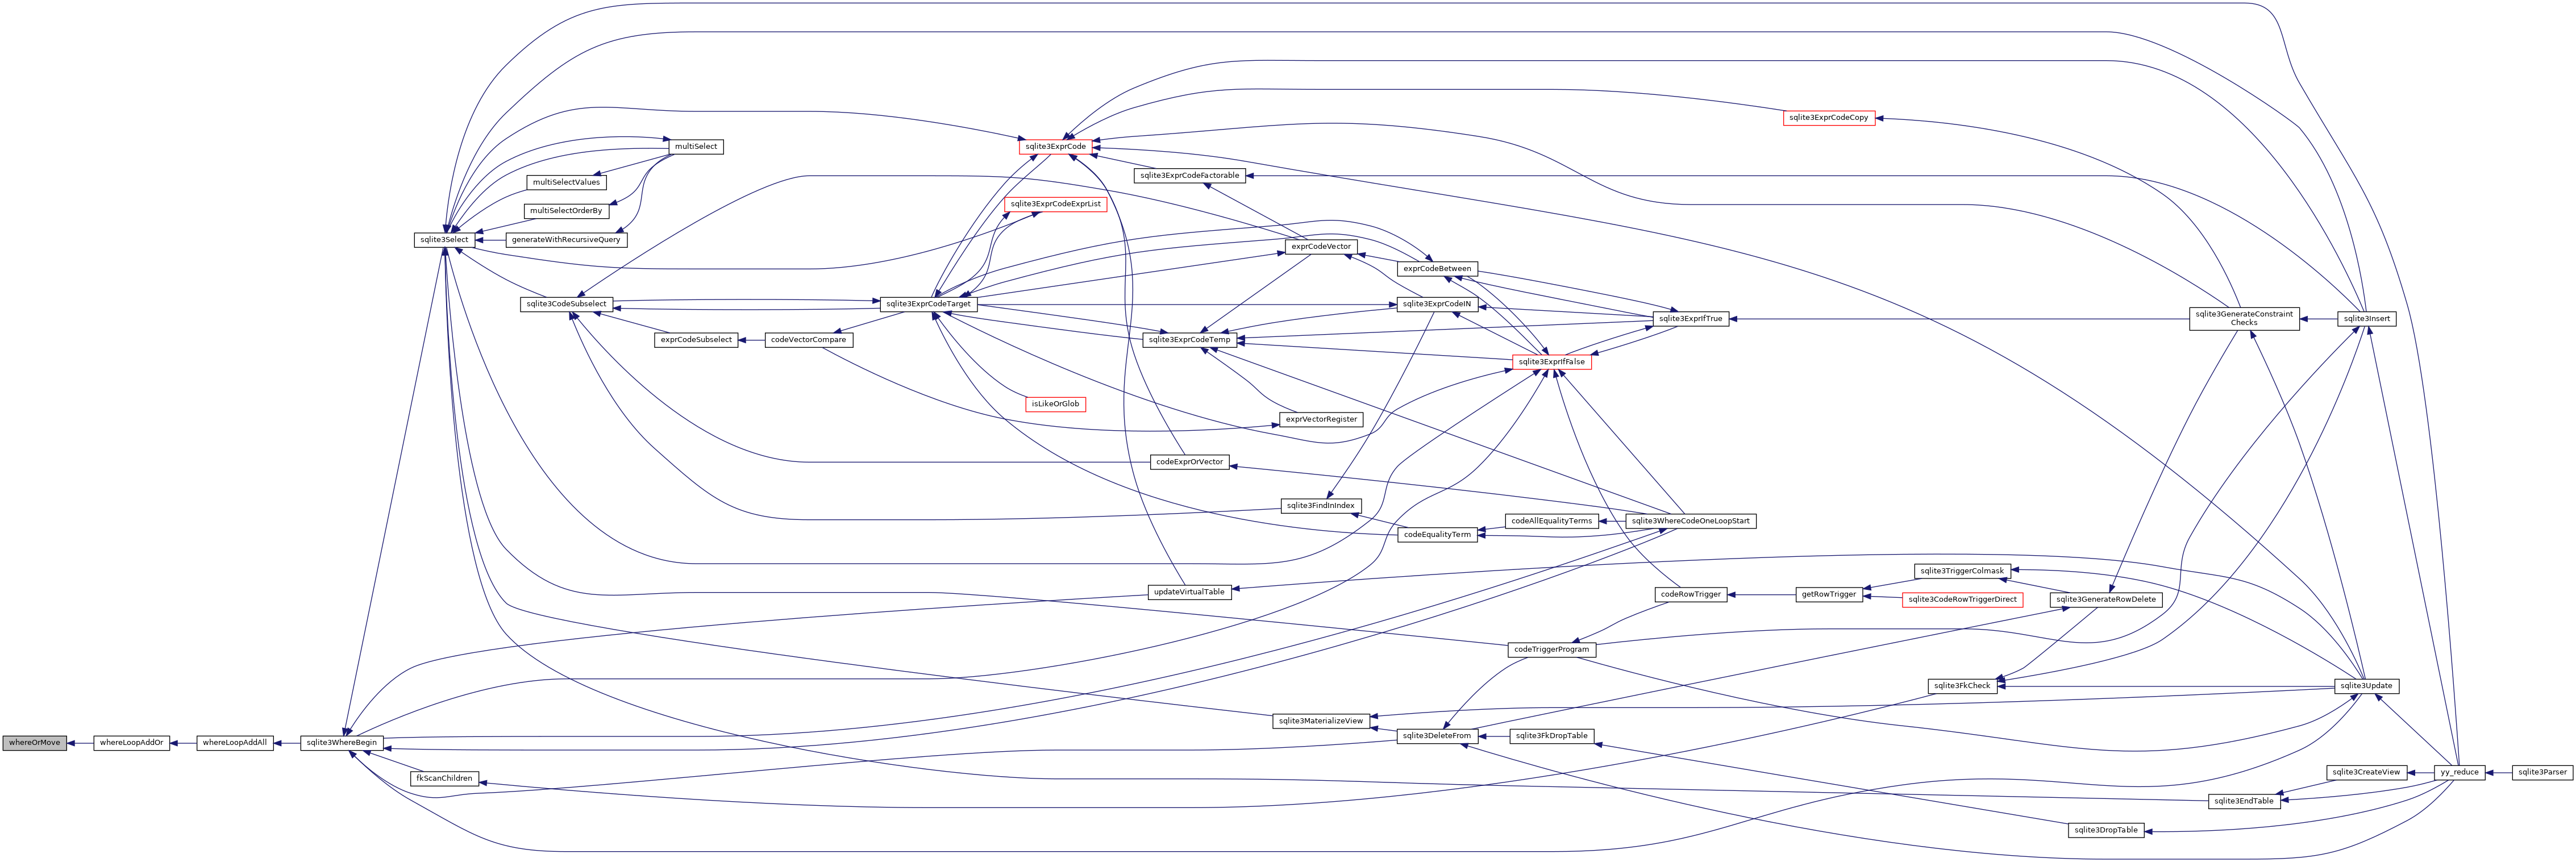 whereOrMove
whereLoopAddOr
whereLoopAddAll
sqlite3WhereBegin
sqlite3Select
fkScanChildren
multiSelect
multiSelectValues
multiSelectOrderBy
generateWithRecursiveQuery
sqlite3CodeSubselect
exprCodeSubselect
codeVectorCompare
sqlite3ExprCodeTarget
sqlite3ExprCode
sqlite3ExprCodeExprList
isLikeOrGlob
sqlite3ExprCodeFactorable
sqlite3ExprCodeTemp
codeExprOrVector
updateVirtualTable
exprCodeVector
exprVectorRegister
sqlite3FindInIndex
sqlite3MaterializeView
exprCodeBetween
sqlite3ExprCodeIN
codeEqualityTerm
sqlite3DeleteFrom
sqlite3ExprIfFalse
codeAllEqualityTerms
codeTriggerProgram
sqlite3FkDropTable
sqlite3ExprIfTrue
sqlite3WhereCodeOneLoopStart
codeRowTrigger
sqlite3ExprCodeCopy
getRowTrigger
sqlite3TriggerColmask
sqlite3CodeRowTriggerDirect
sqlite3FkCheck
sqlite3GenerateRowDelete
sqlite3DropTable
sqlite3GenerateConstraint
Checks
sqlite3EndTable
sqlite3Insert
sqlite3Update
sqlite3CreateView
yy_reduce
sqlite3Parser